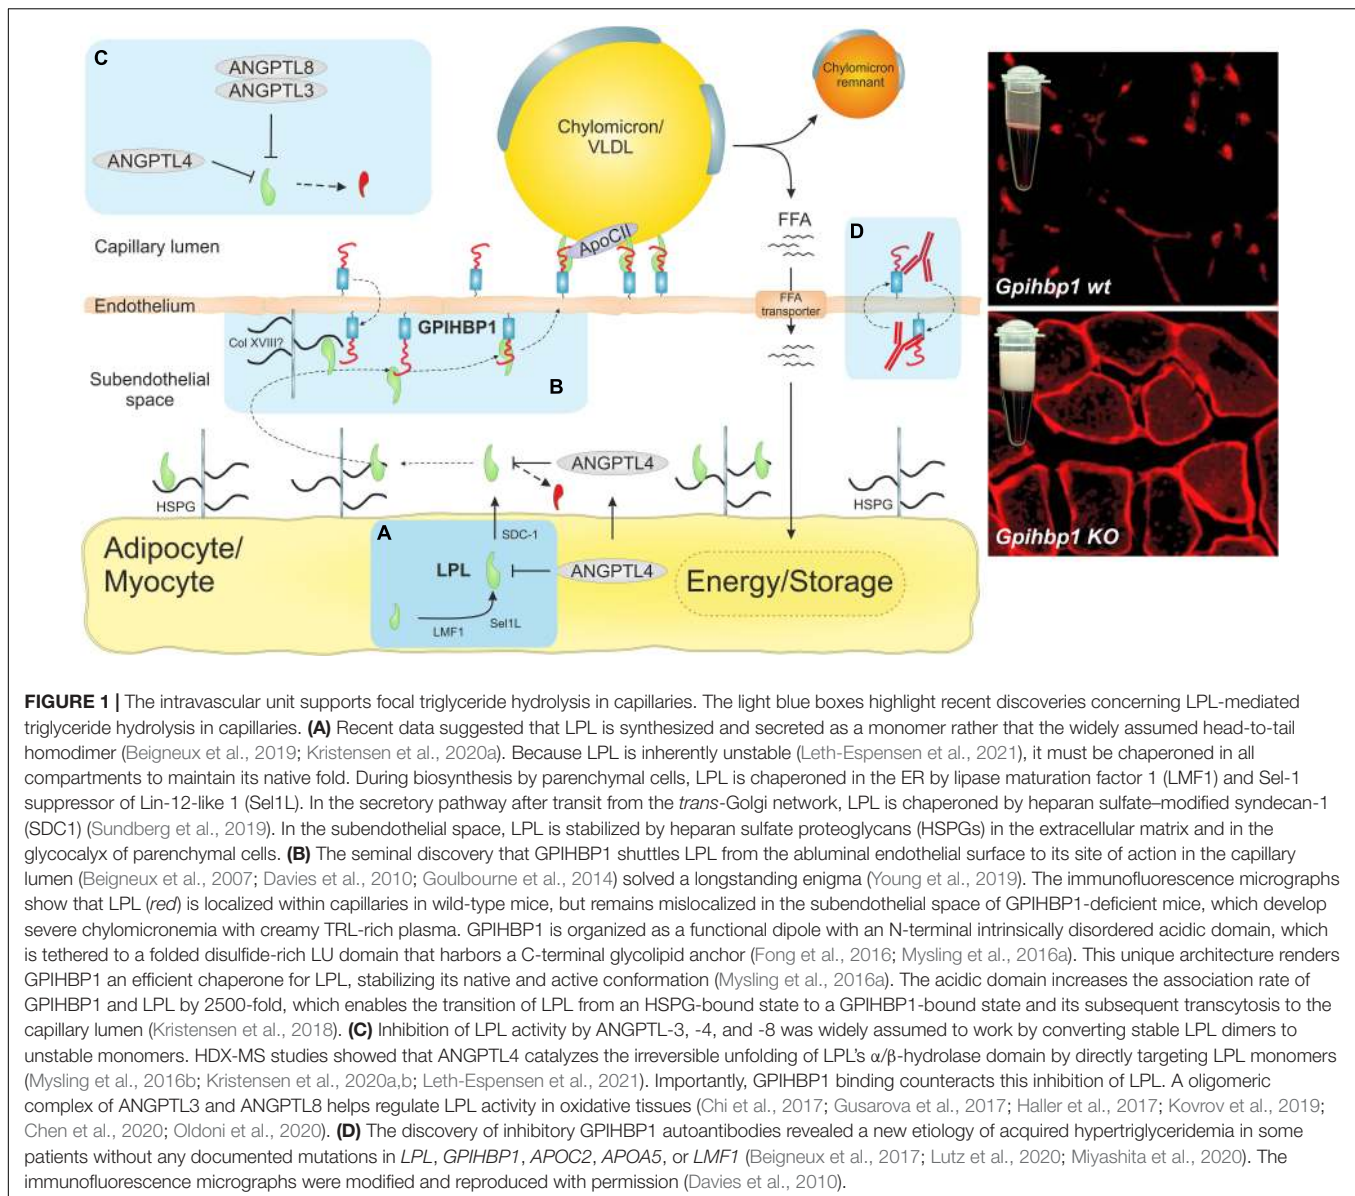 C
ANGPTL8
ANGPTL3
ANGPTL4
Chylomicron/
VLDL
Chylomicron
remnant
ApoCII
FFA
D
Capillary lumen
Endothelium
FFA
transporter
Col XVIII?
GPIHBP1
B
Subendothelial
space
HSPG
ANGPTL4
HSPG
A
SDC-1
Adipocyte/
Myocyte
LPL
ANGPTL4
Energy/Storage
LMF1
Sel1L
Gpihbp1 wt
Gpihbp1 KO
FIGURE 1 | The intravascular unit supports focal triglyceride hydrolysis in capillaries. The light blue boxes highlight recent discoveries concerning LPL-mediated
triglyceride hydrolysis in capillaries. (A) Recent data suggested that LPL is synthesized and secreted as a monomer rather that the widely assumed head-to-tail
homodimer (Beigneux et al., 2019; Kristensen et al., 2020a). Because LPL is inherently unstable (Leth-Espensen et al., 2021), it must be chaperoned in all
compartments to maintain its native fold. During biosynthesis by parenchymal cells, LPL is chaperoned in the ER by lipase maturation factor 1 (LMF1) and Sel-1
suppressor of Lin-12-like 1 (Sel1L). In the secretory pathway after transit from the trans-Golgi network, LPL is chaperoned by heparan sulfate–modified syndecan-1
(SDC1) (Sundberg et al., 2019). In the subendothelial space, LPL is stabilized by heparan sulfate proteoglycans (HSPGs) in the extracellular matrix and in the
glycocalyx of parenchymal cells. (B) The seminal discovery that GPIHBP1 shuttles LPL from the abluminal endothelial surface to its site of action in the capillary
lumen (Beigneux et al., 2007; Davies et al., 2010; Goulbourne et al., 2014) solved a longstanding enigma (Young et al., 2019). The immunofluorescence micrographs
show that LPL (red) is localized within capillaries in wild-type mice, but remains mislocalized in the subendothelial space of GPIHBP1-deficient mice, which develop
severe chylomicronemia with creamy TRL-rich plasma. GPIHBP1 is organized as a functional dipole with an N-terminal intrinsically disordered acidic domain, which
is tethered to a folded disulfide-rich LU domain that harbors a C-terminal glycolipid anchor (Fong et al., 2016; Mysling et al., 2016a). This unique architecture renders
GPIHBP1 an efficient chaperone for LPL, stabilizing its native and active conformation (Mysling et al., 2016a). The acidic domain increases the association rate of
GPIHBP1 and LPL by 2500-fold, which enables the transition of LPL from an HSPG-bound state to a GPIHBP1-bound state and its subsequent transcytosis to the
capillary lumen (Kristensen et al., 2018). (C) Inhibition of LPL activity by ANGPTL-3, -4, and -8 was widely assumed to work by converting stable LPL dimers to
unstable monomers. HDX-MS studies showed that ANGPTL4 catalyzes the irreversible unfolding of LPL's α/β-hydrolase domain by directly targeting LPL monomers
(Mysling et al., 2016b; Kristensen et al., 2020a,b; Leth-Espensen et al., 2021). Importantly, GPIHBP1 binding counteracts this inhibition of LPL. A oligomeric
complex of ANGPTL3 and ANGPTL8 helps regulate LPL activity in oxidative tissues (Chi et al., 2017; Gusarova et al., 2017; Haller et al., 2017; Kovrov et al., 2019;
Chen et al., 2020; Oldoni et al., 2020). (D) The discovery of inhibitory GPIHBP1 autoantibodies revealed a new etiology of acquired hypertriglyceridemia in some
patients without any documented mutations in LPL, GPIHBP1, APOC2, APOA5, or LMF1 (Beigneux et al., 2017; Lutz et al., 2020; Miyashita et al., 2020). The
immunofluorescence micrographs were modified and reproduced with permission (Davies et al., 2010).